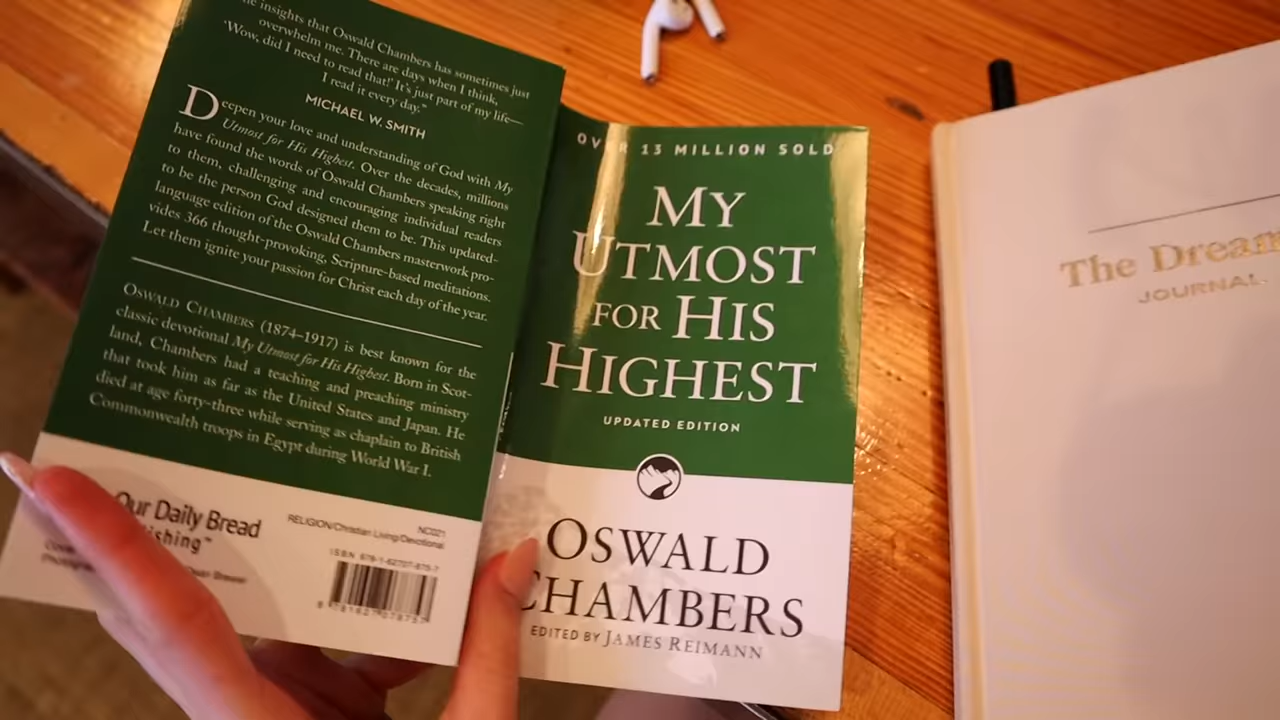 the insights that Oswald Chambers has sometimes just
overwhelm me. There are days when I think,
'Wow, did I need to read that!' It's just part of my life—
I read it every day."
MICHAEL W. SMITH
Deepen your love and understanding of God with My
Utmost for His Highest. Over the decades, millions
have found the words of Oswald Chambers speaking right
to them, challenging and encouraging individual readers
to be the person God designed them to be. This updated-
language edition of the Oswald Chambers masterwork pro-
vides 366 thought-provoking, Scripture-based meditations.
Let them ignite your passion for Christ each day of the year.
OSWALD CHAMBERS (1874–1917) is best known for the
classic devotional My Utmost for His Highest. Born in Scot-
land, Chambers had a teaching and preaching ministry
that took him as far as the United States and Japan. He
died at age forty-three while serving as chaplain to British
Commonwealth troops in Egypt during World War I.
Our Daily Bread
ishing™
RELIGION/Christian Living/Devotional
NC021
ISBN 978-1-62707-875-7
OVER 13 MILLION SOLD
MY
UTMOST
FOR HIS
HIGHEST
UPDATED EDITION
OSWALD
CHAMBERS
EDITED BY JAMES REIMANN
The Dream
JOURNAL